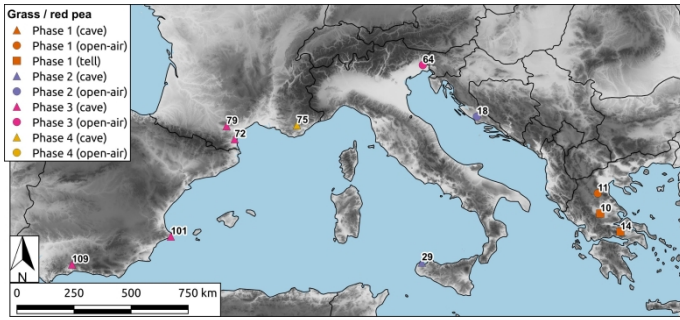 Grass / red pea
Phase 1 (cave)
Phase 1 (open-air)
Phase 1 (tell)
Phase 2 (cave)
Phase 2 (open-air)
Phase 3 (cave)
Phase 3 (open-air)
Phase 4 (cave)
Phase 4 (open-air)
64
79
75
72
18
11
10
14
101
109
29
N
0 250 500 750 km